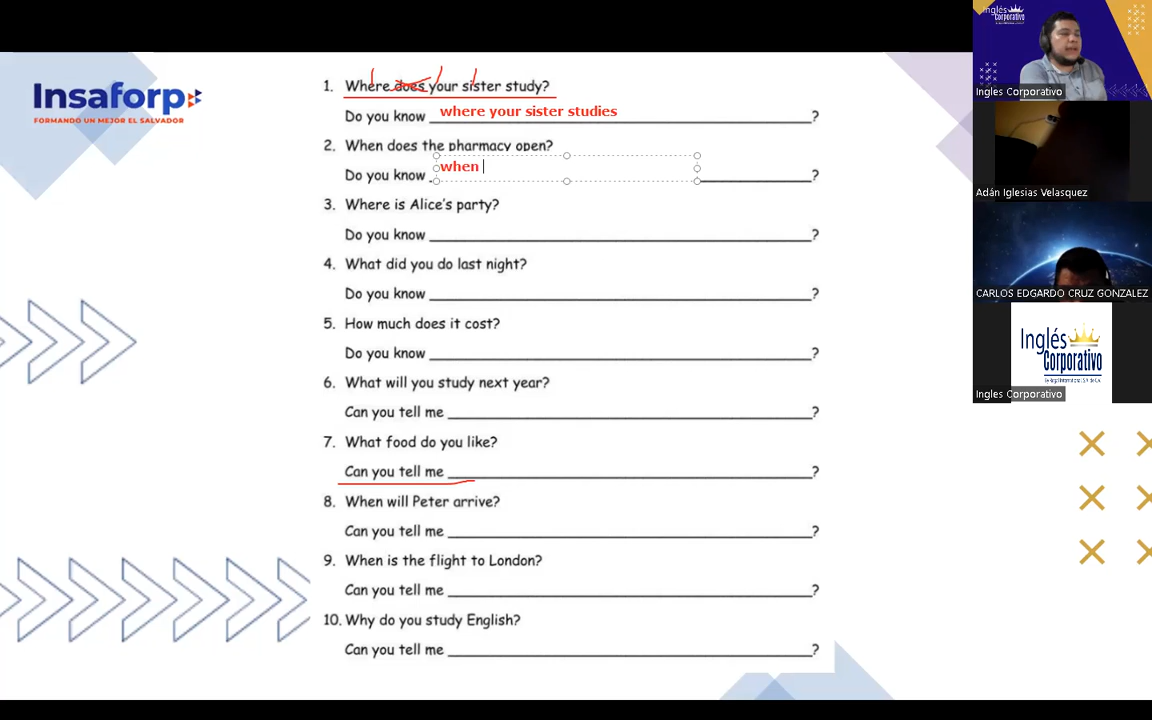 Insaforp
FORMANDO UN MEJOR EL SALVADOR
1. Where does your sister study?
Do you know where your sister studies ?
2. When does the pharmacy open?
Do you know when ?
3. Where is Alice's party?
Do you know ?
4. What did you do last night?
Do you know ?
5. How much does it cost?
Do you know ?
6. What will you study next year?
Can you tell me ?
7. What food do you like?
Can you tell me ?
8. When will Peter arrive?
Can you tell me ?
9. When is the flight to London?
Can you tell me ?
10. Why do you study English?
Can you tell me ?
Inglés
Corporativo
Ingles Corporativo
Adán Iglesias Velasquez
CARLOS EDGARDO CRUZ GONZALEZ
Inglés
Corporativo
Ingles Corporativo